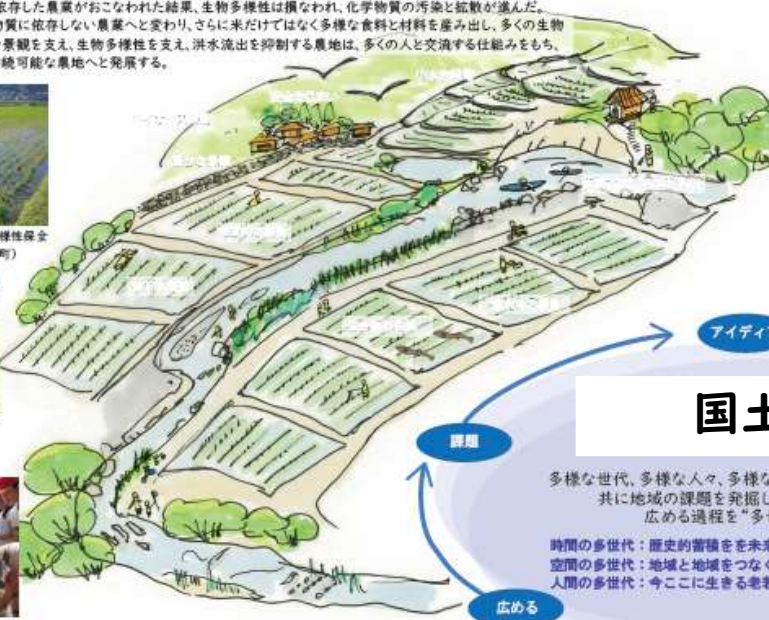 依存した農業がおこなわれた結果、生物多様性は損なわれ、化学物質の汚染と拡散が進んだ。
物質に依存しない農業へと変わり、さらに米だけではなく多様な食料と材料を産み出し、多くの生物
景観を支え、生物多様性を支え、洪水流出を抑制する農地は、多くの人と交流する仕組みをもち、
続可能な農地へと発展する。
様性保全
町)
アイディ
国土
課題
多様な世代、多様な人々、多様な
共に地域の課題を発掘し
広める過程を“多世
時間の多世代:歴史的蓄積をを未来
空間の多世代:地域と地域をつなぐ
人間の多世代:今ここに生きる老若
広める